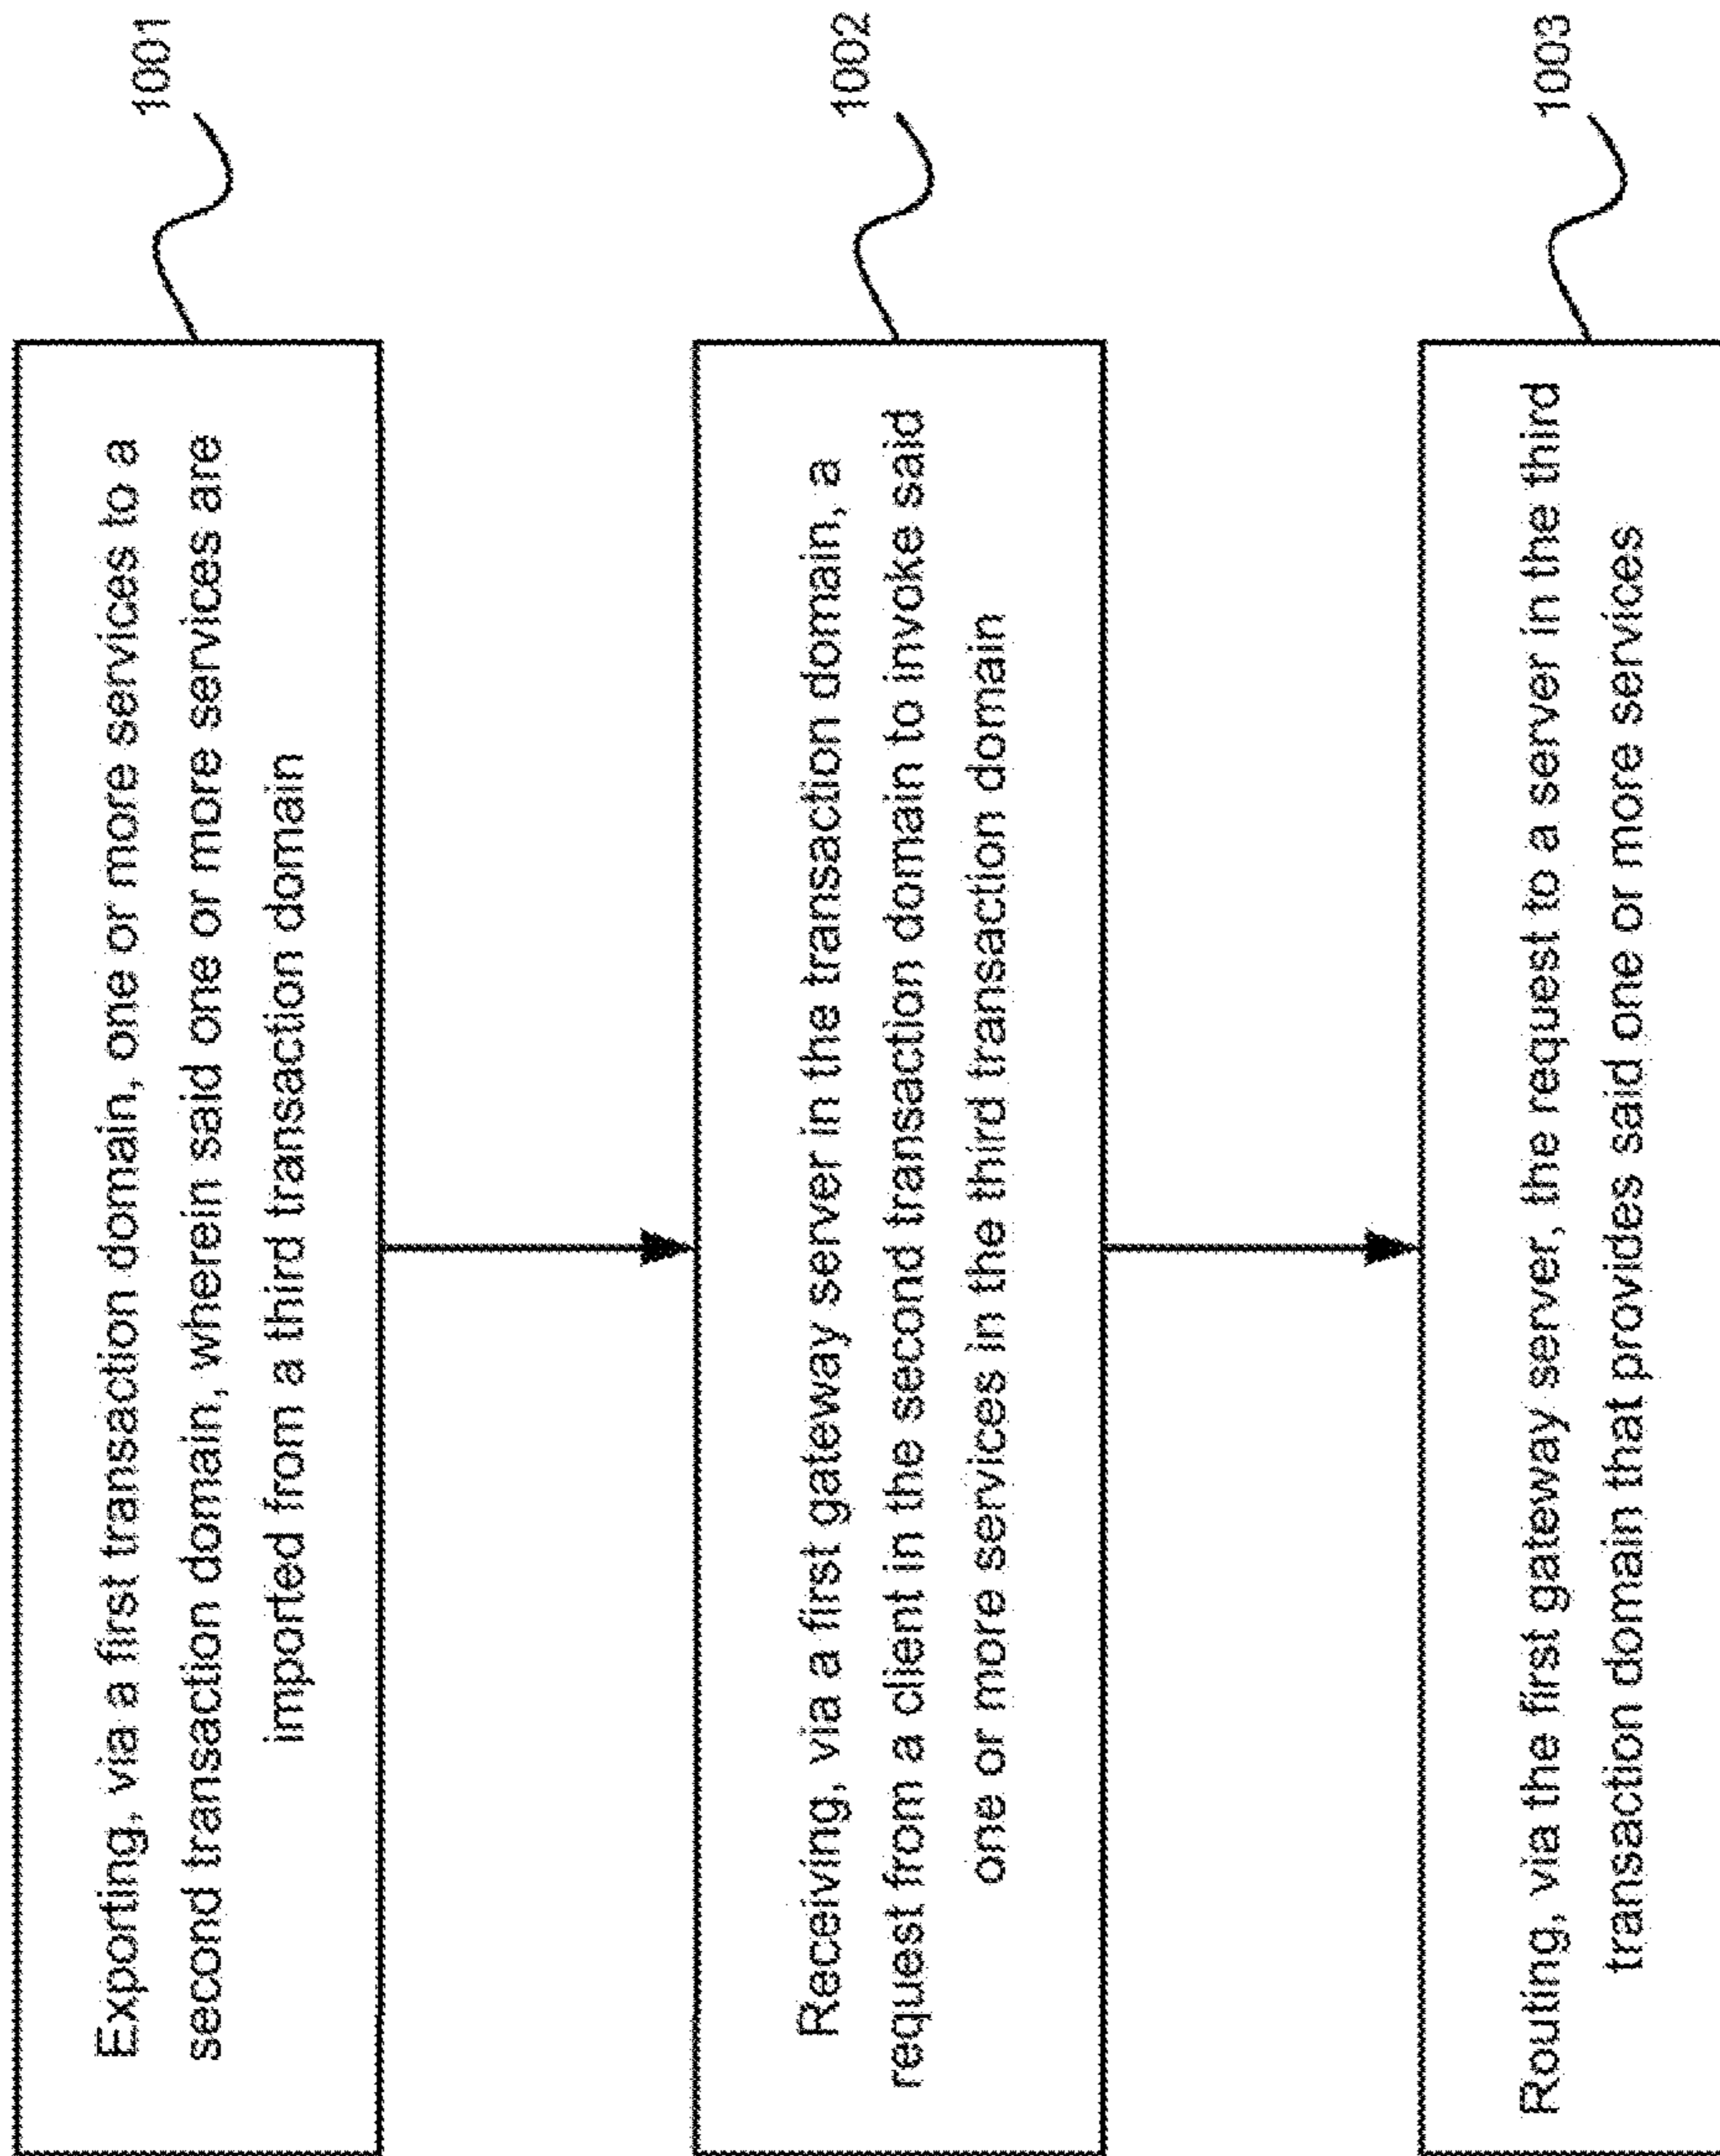 Exporting, via a first transaction domain, one or more services to a
second transaction domain, wherein said one or more services are
imported from a third transaction domain
1001
Receiving, via a first gateway server in the transaction domain, a
request from a client in the second transaction domain to invoke said
one or more services in the third transaction domain
1002
Routing, via the first gateway server, the request to a server in the third
transaction domain that provides said one or more services
1003